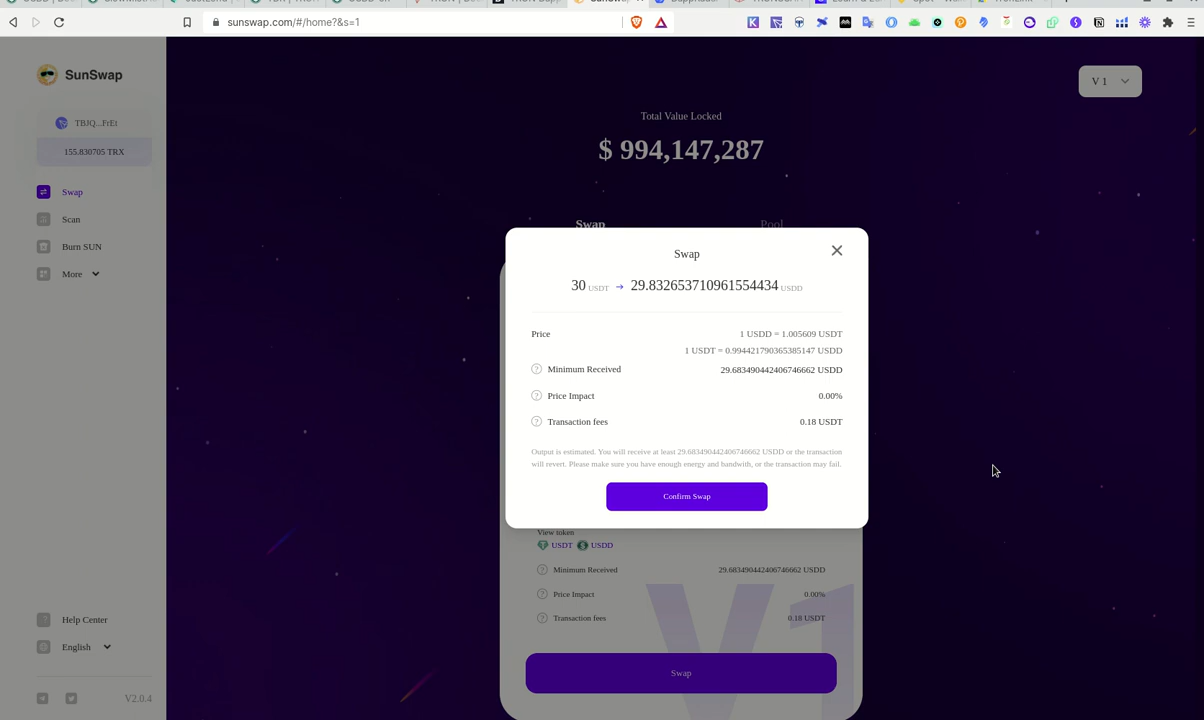 sunswap.com/#/home?&s=1
SunSwap
V 1
TBJQ...FrEt
155.830705 TRX
Swap
Scan
Burn SUN
More
Total Value Locked
$ 994,147,287
Swap Pool
Swap
30 USDT → 29.832653710961554434 USDD
Price 1 USDD = 1.005609 USDT
1 USDT = 0.994421790365385147 USDD
? Minimum Received 29.683490442406746662 USDD
? Price Impact 0.00%
? Transaction fees 0.18 USDT
Output is estimated. You will receive at least 29.683490442406746662 USDD or the transaction
will revert. Please make sure you have enough energy and bandwith, or the transaction may fail.
Confirm Swap
View token
USDT USDD
? Minimum Received 29.683490442406746662 USDD
? Price Impact 0.00%
? Transaction fees 0.18 USDT
V1
Swap
Help Center
English
V2.0.4